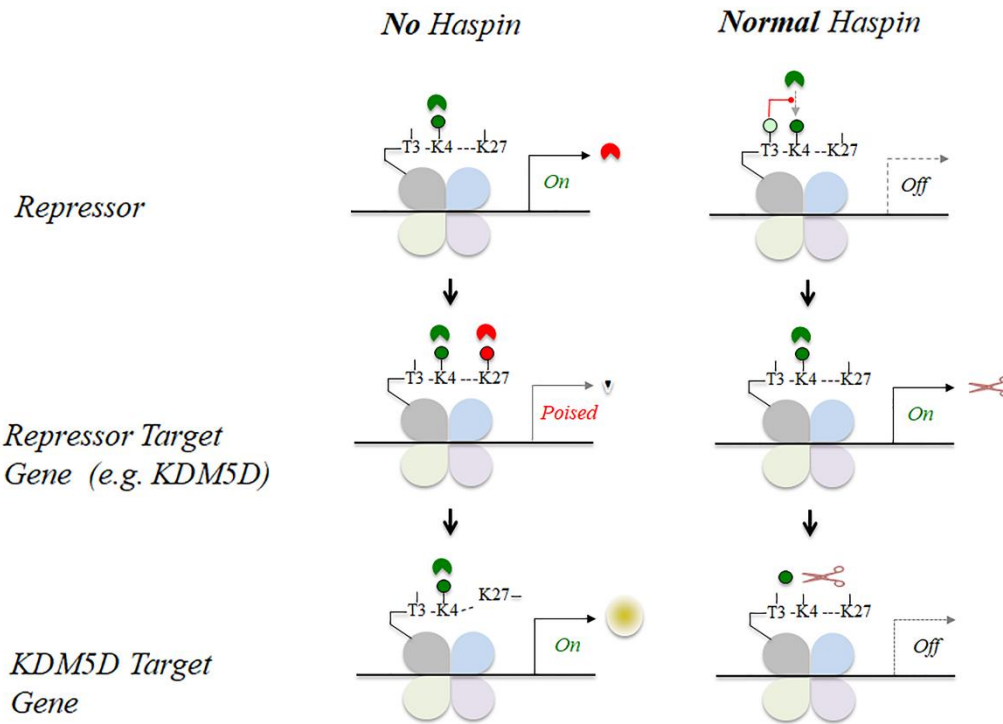 No Haspin
Normal Haspin
Repressor
T3 -K4 ---K27
On
T3 -K4 ---K27
Off
Repressor Target
Gene (e.g. KDM5D)
T3 -K4 ---K27
Poised
T3 -K4 ---K27
On
KDM5D Target
Gene
T3 -K4 -- K27
On
T3 -K4 ---K27
Off